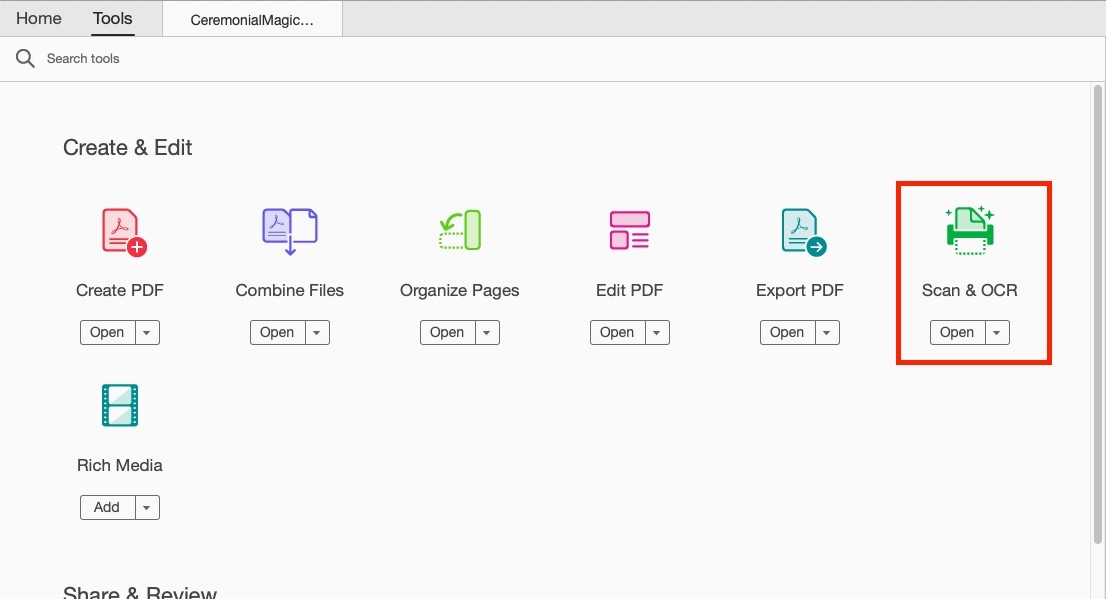 Home Tools CeremonialMagic...
Search tools
Create & Edit
Create PDF Combine Files Organize Pages Edit PDF Export PDF Scan & OCR
Open Open Open Open Open Open
Rich Media
Add
Share & Review